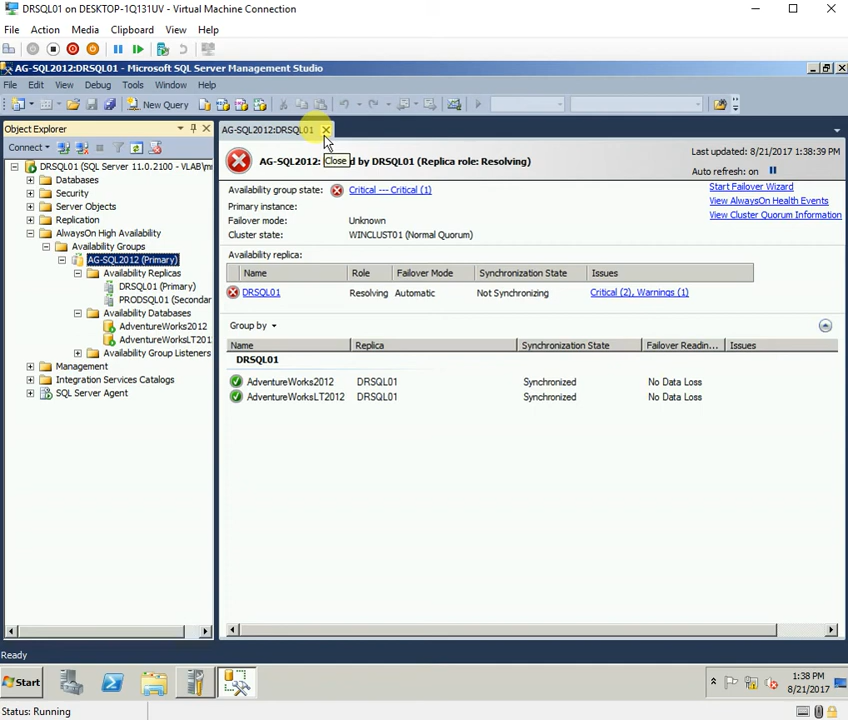 DRSQL01 on DESKTOP-1Q131UV - Virtual Machine Connection
File Action Media Clipboard View Help
AG-SQL2012:DRSQL01 - Microsoft SQL Server Management Studio
File Edit View Debug Tools Window Help
New Query
Object Explorer
AG-SQL2012:DRSQL01
Close
Connect
DRSQL01 (SQL Server 11.0.2100 - VLAB\m
Databases
Security
Server Objects
Replication
AlwaysOn High Availability
Availability Groups
AG-SQL2012 (Primary)
Availability Replicas
DRSQL01 (Primary)
PRODSQL01 (Secondar
Availability Databases
AdventureWorks2012
AdventureWorksLT201
Availability Group Listeners
Management
Integration Services Catalogs
SQL Server Agent
AG-SQL2012: d by DRSQL01 (Replica role: Resolving)
Last updated: 8/21/2017 1:38:39 PM
Auto refresh: on
Availability group state: Critical --- Critical (1)
Start Failover Wizard
Primary instance:
View AlwaysOn Health Events
Failover mode: Unknown
View Cluster Quorum Information
Cluster state: WINCLUST01 (Normal Quorum)
Availability replica:
Name Role Failover Mode Synchronization State Issues
DRSQL01 Resolving Automatic Not Synchronizing Critical (2), Warnings (1)
Group by
Name Replica Synchronization State Failover Readin... Issues
DRSQL01
AdventureWorks2012 DRSQL01 Synchronized No Data Loss
AdventureWorksLT2012 DRSQL01 Synchronized No Data Loss
Ready
Start
1:38 PM
8/21/2017
Status: Running